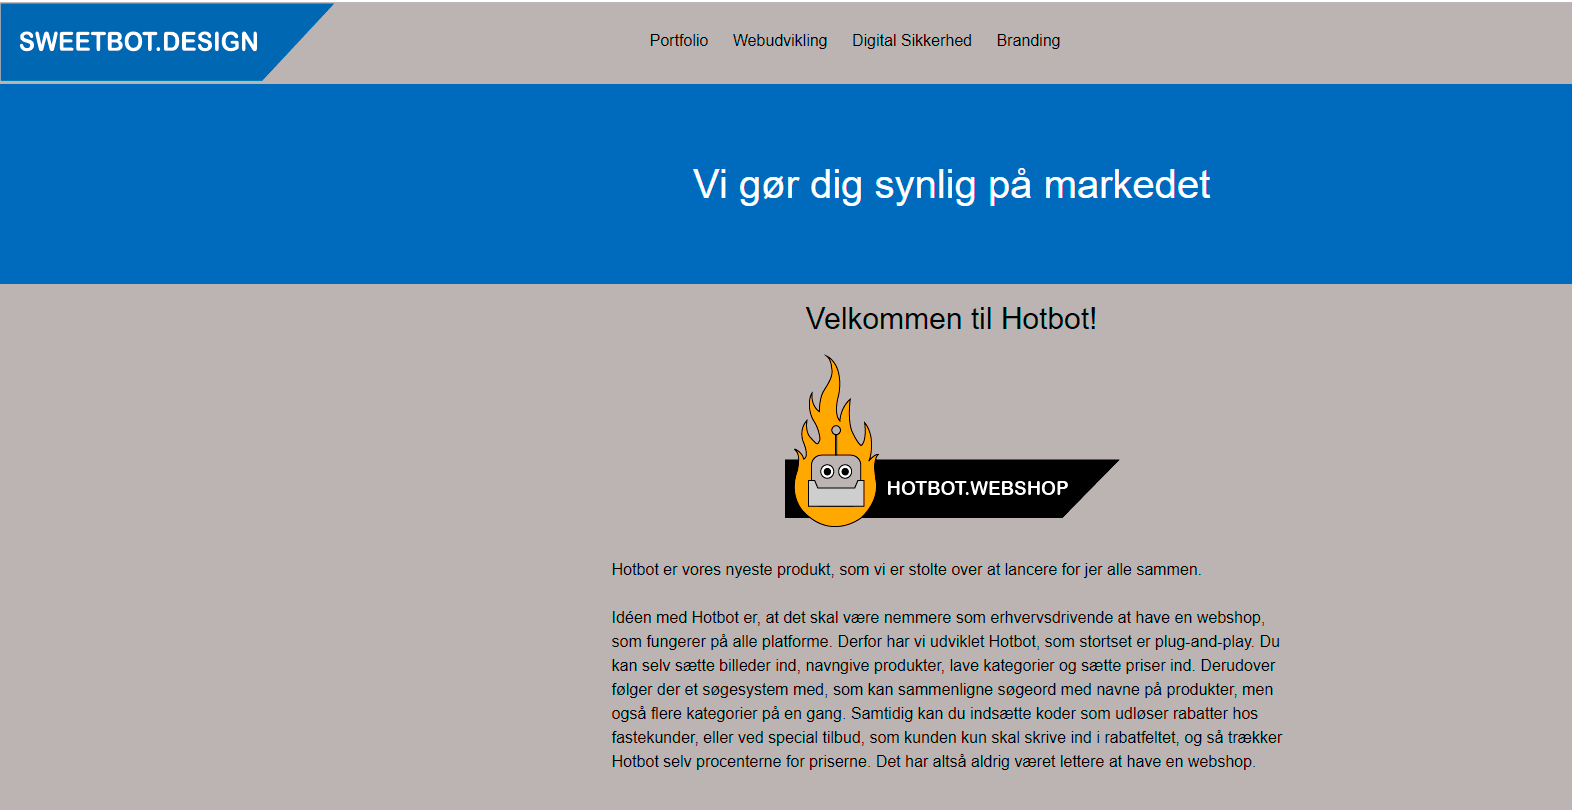 SWEETBOT.DESIGN
Portfolio Webudvikling Digital Sikkerhed Branding
Vi gør dig synlig på markedet
Velkommen til Hotbot!
HOTBOT.WEBSHOP
Hotbot er vores nyeste produkt, som vi er stolte over at lancere for jer alle sammen.
Idéen med Hotbot er, at det skal være nemmere som erhvervsdrivende at have en webshop,
som fungerer på alle platforme. Derfor har vi udviklet Hotbot, som stortset er plug-and-play. Du
kan selv sætte billeder ind, navngive produkter, lave kategorier og sætte priser ind. Derudover
følger der et søgesystem med, som kan sammenligne søgeord med navne på produkter, men
også flere kategorier på en gang. Samtidig kan du indsætte koder som udløser rabatter hos
fastekunder, eller ved special tilbud, som kunden kun skal skrive ind i rabatfeltet, og så trækker
Hotbot selv procenterne for priserne. Det har altså aldrig været lettere at have en webshop.